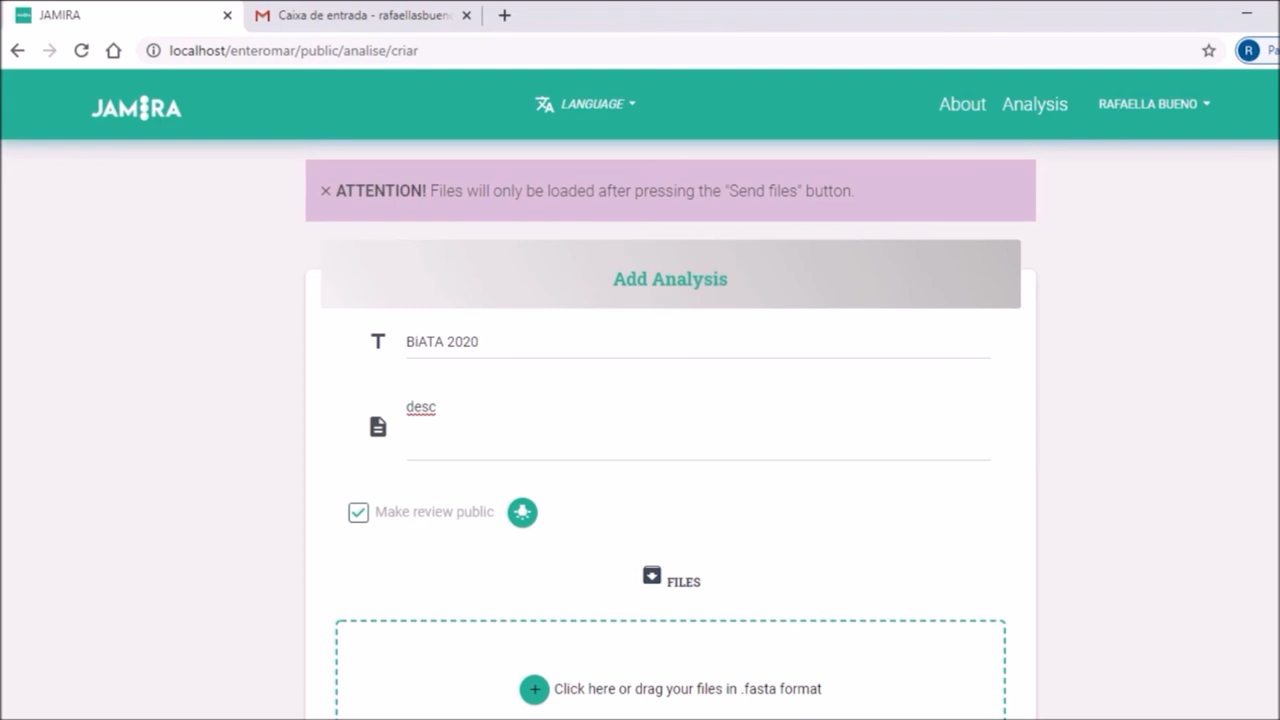 JAMIRA
Caixa de entrada - rafaellasbuen
localhost/enteromar/public/analise/criar
R
Pa
JAMIRA
LANGUAGE
About
Analysis
RAFAELLA BUENO
× ATTENTION! Files will only be loaded after pressing the "Send files" button.
Add Analysis
BiATA 2020
desc
Make review public
FILES
Click here or drag your files in .fasta format